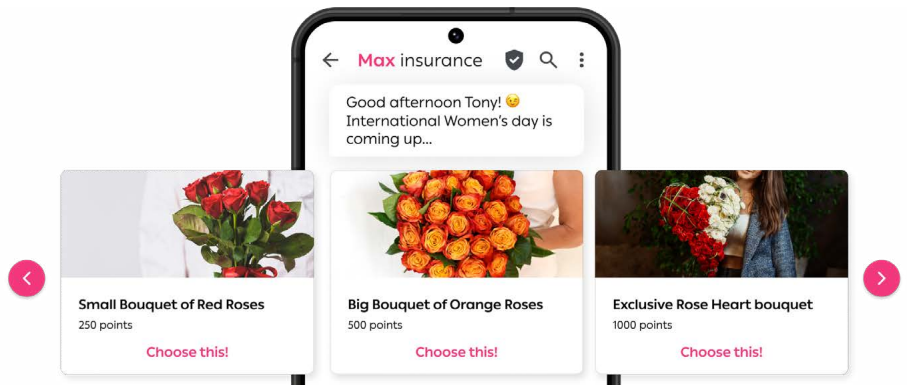 Max insurance
Good afternoon Tony! 😉
International Women's day is
coming up...
Small Bouquet of Red Roses
250 points
Choose this!
Big Bouquet of Orange Roses
500 points
Choose this!
Exclusive Rose Heart bouquet
1000 points
Choose this!